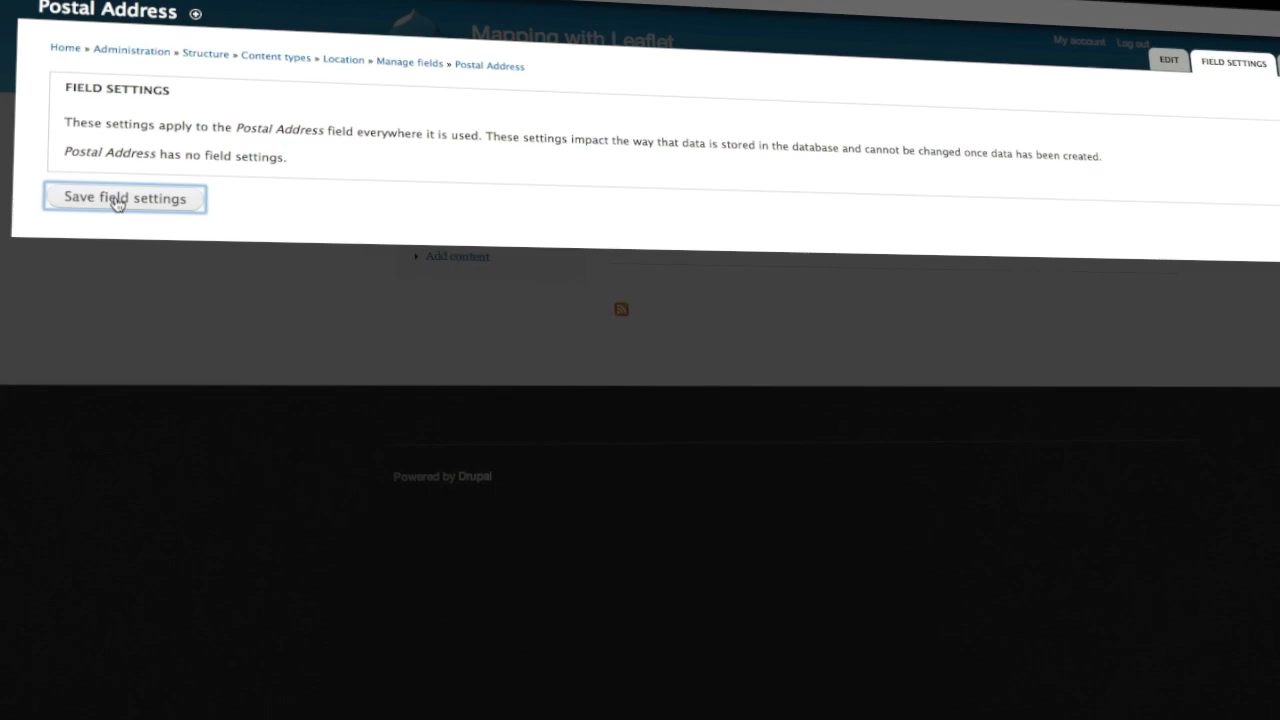 Postal Address
Mapping with Leaflet
My account Log out
Home » Administration » Structure » Content types » Location » Manage fields » Postal Address
EDIT
FIELD SETTINGS
FIELD SETTINGS
These settings apply to the Postal Address field everywhere it is used. These settings impact the way that data is stored in the database and cannot be changed once data has been created.
Postal Address has no field settings.
Save field settings
Add content
Powered by Drupal